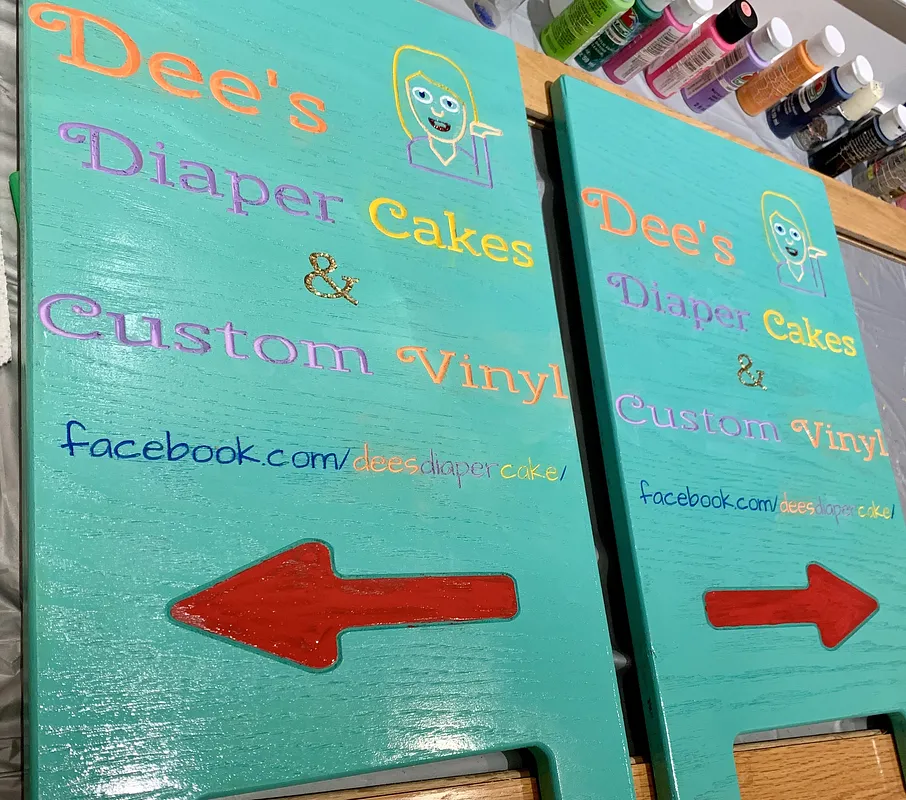 Dee's
Diaper Cakes
&
Custom Vinyl
facebook.com/deesdiapercake/
Dee's
Diaper Cakes
&
Custom Vinyl
facebook.com/deesdiapercake/